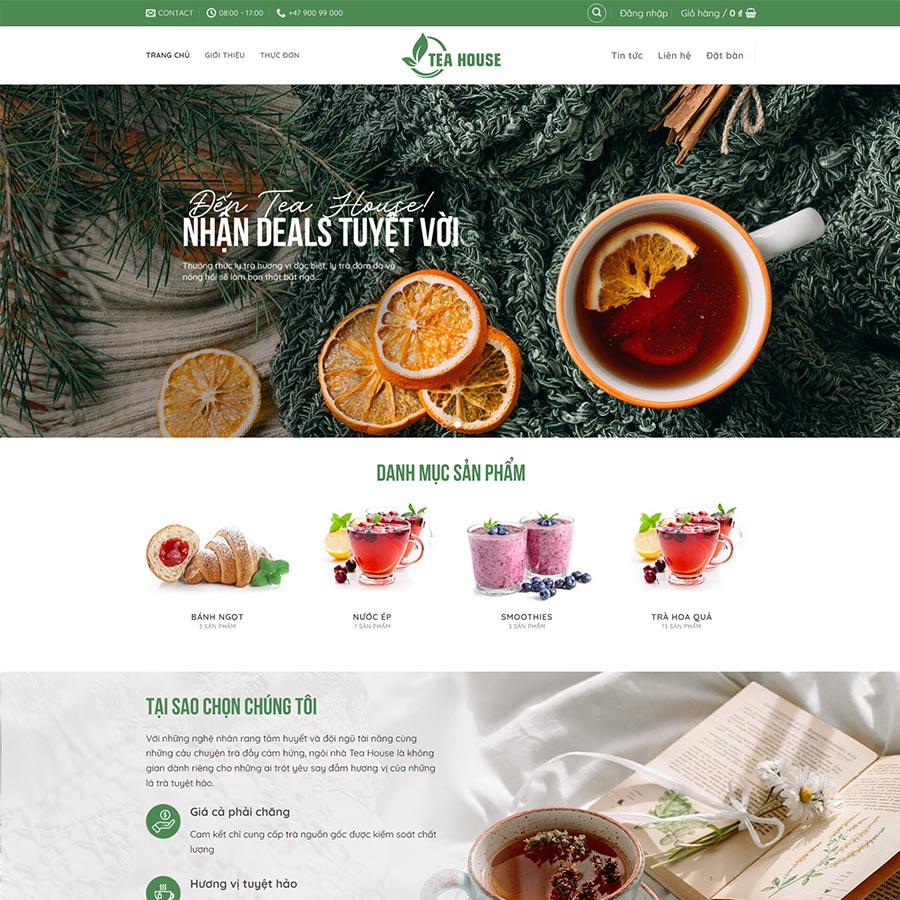 CONTACT
08:00 - 17:00
+47 900 99 000
Đăng nhập
Giỏ hàng / 0 ₫
TRANG CHỦ
GIỚI THIỆU
THỰC ĐƠN
TEA HOUSE
Tin tức
Liên hệ
Đặt bàn
Đến Tea House!
NHẬN DEALS TUYỆT VỜI
Thưởng thức ly trà hương vị đặc biệt, ly trà đậm đà và
nóng hổi sẽ làm bạn thật bất ngờ...
DANH MỤC SẢN PHẨM
BÁNH NGỌT
3 SẢN PHẨM
NƯỚC ÉP
7 SẢN PHẨM
SMOOTHIES
3 SẢN PHẨM
TRÀ HOA QUẢ
13 SẢN PHẨM
TẠI SAO CHỌN CHÚNG TÔI
Với những nghệ nhân rang tâm huyết và đội ngũ tài năng cùng
những câu chuyện trà đầy cảm hứng, ngôi nhà Tea House là không
gian dành riêng cho những ai trót yêu say đắm hương vị của những
lá trà tuyệt hảo.
Giá cả phải chăng
Cam kết chỉ cung cấp trà nguồn gốc được kiểm soát chất
lượng
Hương vị tuyệt hảo